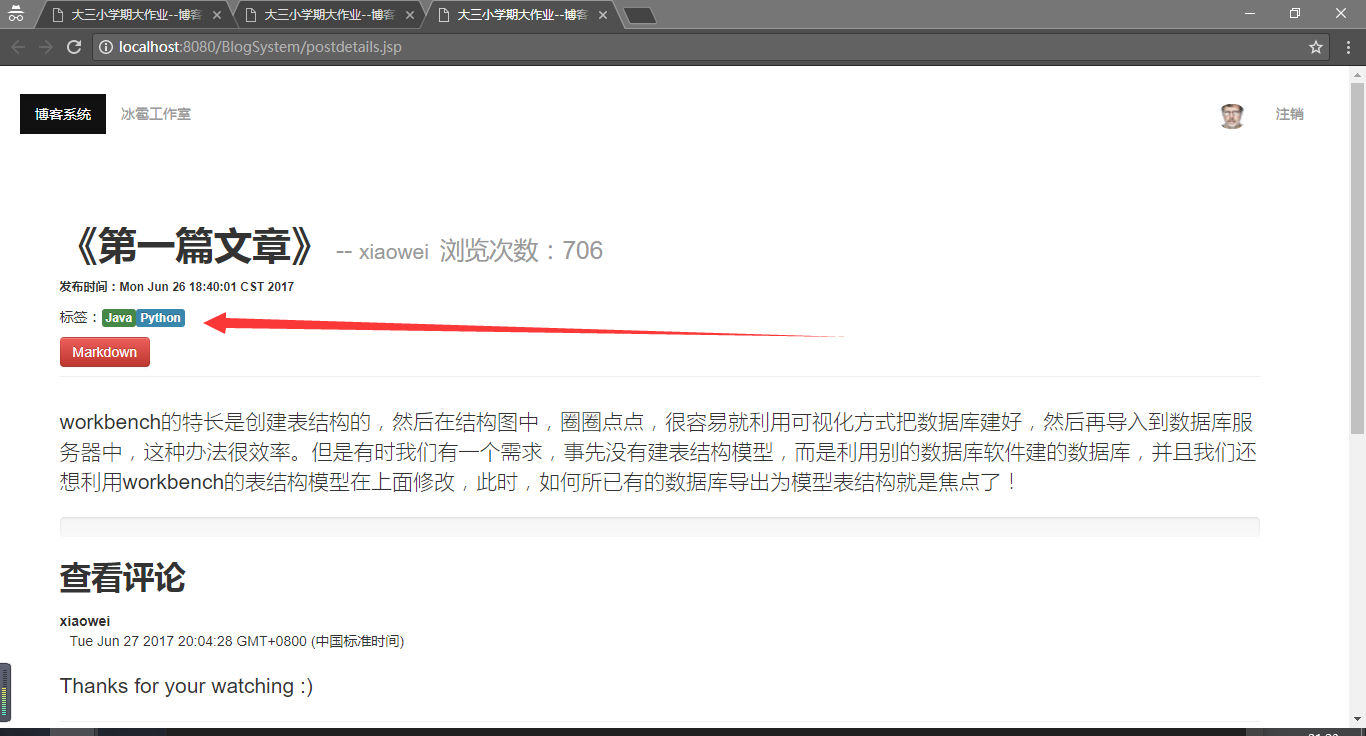 大三小学期大作业--博客 大三小学期大作业--博客 大三小学期大作业--博客
localhost:8080/BlogSystem/postdetails.jsp
博客系统 冰雹工作室 注销
《第一篇文章》 -- xiaowei 浏览次数：706
发布时间：Mon Jun 26 18:40:01 CST 2017
标签：Java Python
Markdown
workbench的特长是创建表结构的，然后在结构图中，圈圈点点，很容易就利用可视化方式把数据库建好，然后再导入到数据库服
务器中，这种办法很效率。但是有时我们有一个需求，事先没有建表结构模型，而是利用别的数据库软件建的数据库，并且我们还
想利用workbench的表结构模型在上面修改，此时，如何所已有的数据库导出为模型表结构就是焦点了！
查看评论
xiaowei
Tue Jun 27 2017 20:04:28 GMT+0800 (中国标准时间)
Thanks for your watching :)